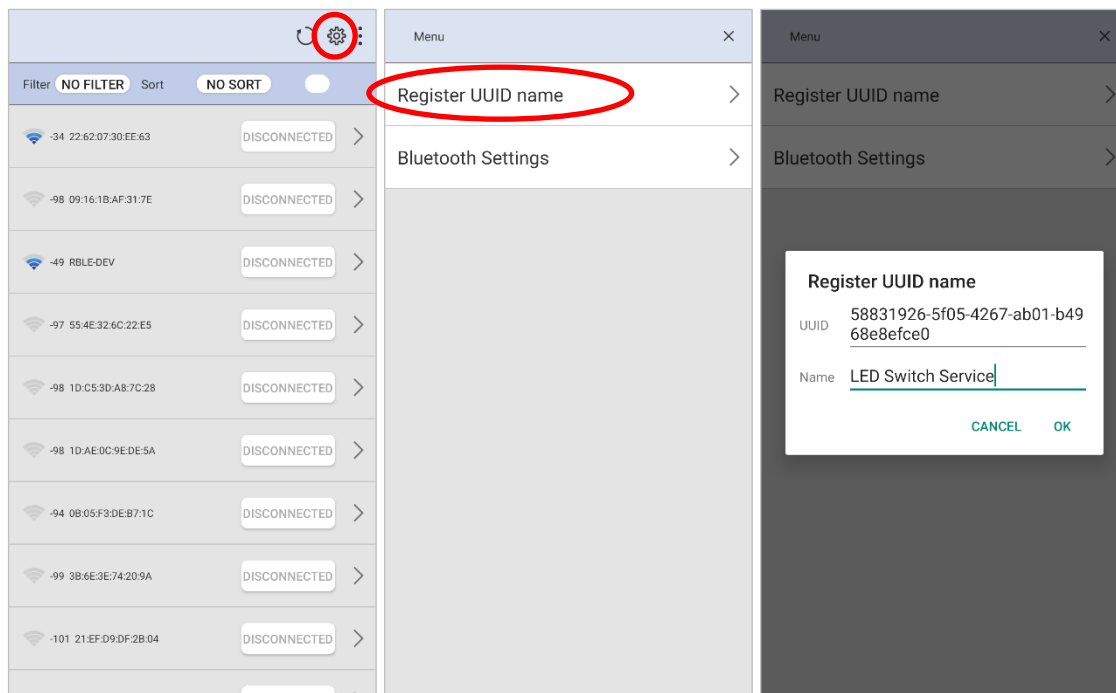 Filter NO FILTER Sort NO SORT
-34 22:62:07:30:EE:63 DISCONNECTED
-98 09:16:1B:AF:31:7E DISCONNECTED
-49 RBLE-DEV DISCONNECTED
-97 55:4E:32:6C:22:E5 DISCONNECTED
-98 1D:C5:3D:A8:7C:28 DISCONNECTED
-98 1D:AE:0C:9E:DE:5A DISCONNECTED
-94 0B:05:F3:DE:B7:1C DISCONNECTED
-99 3B:6E:3E:74:20:9A DISCONNECTED
-101 21:EF:D9:DF:2B:04 DISCONNECTED
Menu
Register UUID name
Bluetooth Settings
Menu
Register UUID name
Bluetooth Settings
Register UUID name
UUID 58831926-5f05-4267-ab01-b49
68e8efce0
Name LED Switch Service
CANCEL OK